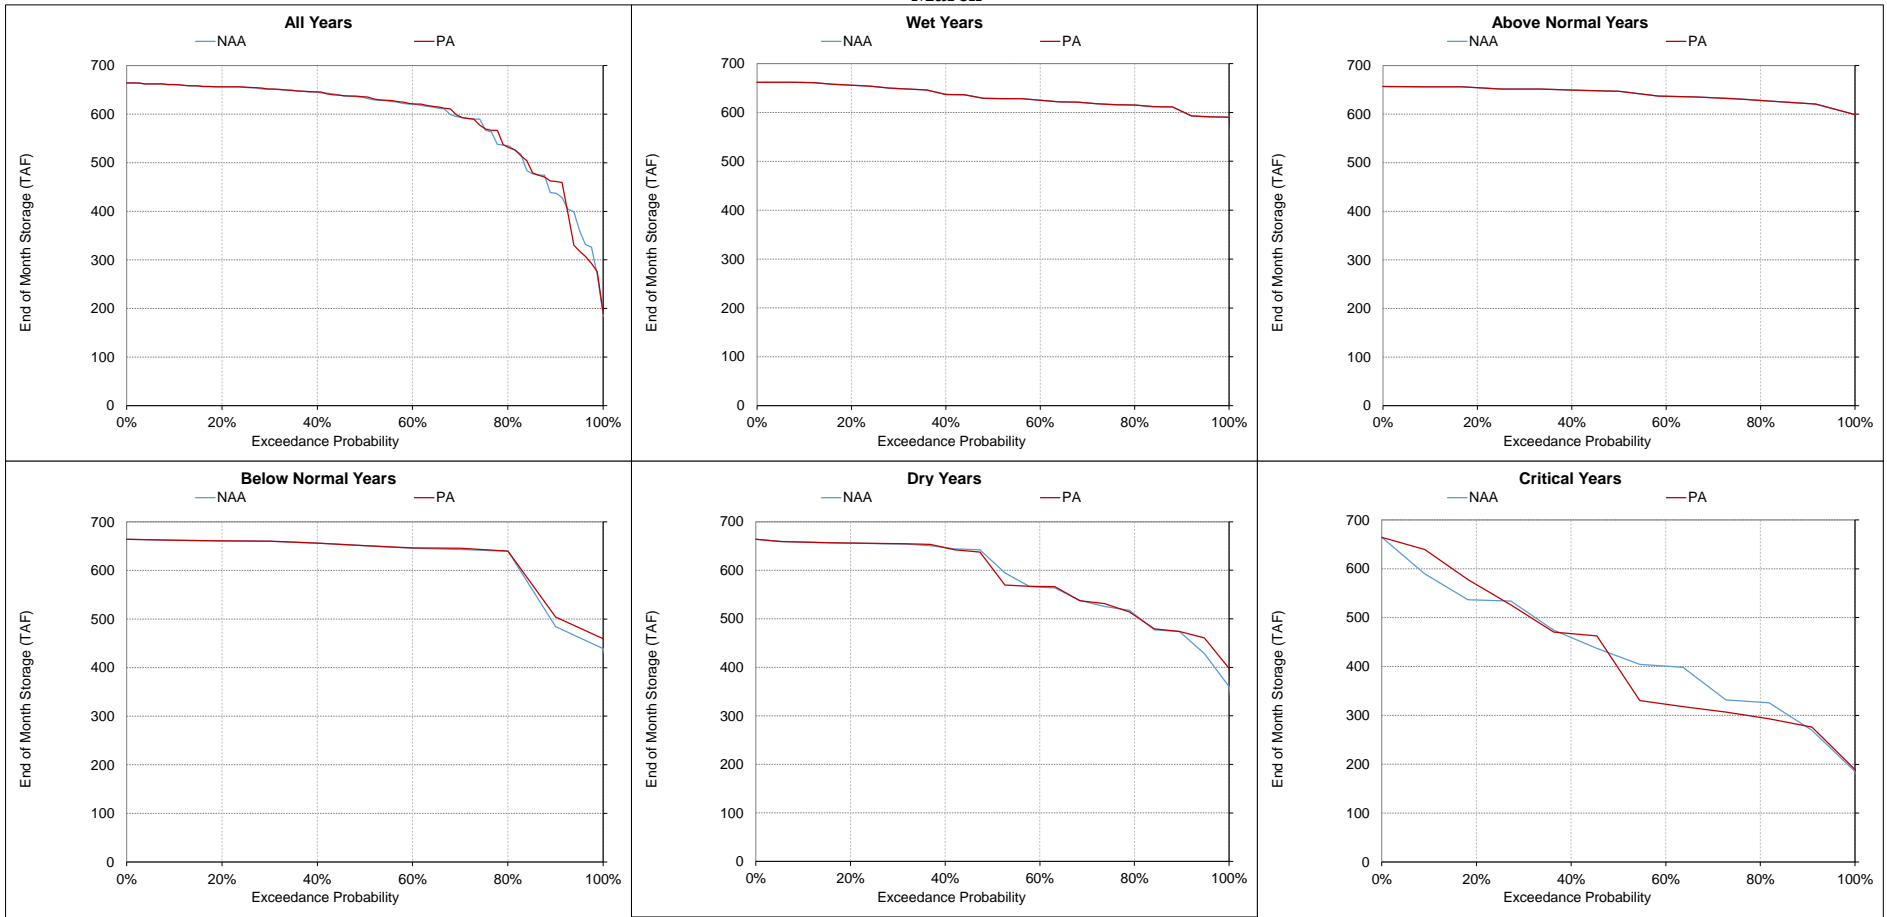 All Years
NAA PA
700
600
500
400
300
200
100
0
0% 20% 40% 60% 80% 100%
End of Month Storage (TAF)
Exceedance Probability
Wet Years
NAA PA
700
600
500
400
300
200
100
0
0% 20% 40% 60% 80% 100%
End of Month Storage (TAF)
Exceedance Probability
Above Normal Years
NAA PA
700
600
500
400
300
200
100
0
0% 20% 40% 60% 80% 100%
End of Month Storage (TAF)
Exceedance Probability
Below Normal Years
NAA PA
700
600
500
400
300
200
100
0
0% 20% 40% 60% 80% 100%
End of Month Storage (TAF)
Exceedance Probability
Dry Years
NAA PA
700
600
500
400
300
200
100
0
0% 20% 40% 60% 80% 100%
End of Month Storage (TAF)
Exceedance Probability
Critical Years
NAA PA
700
600
500
400
300
200
100
0
0% 20% 40% 60% 80% 100%
End of Month Storage (TAF)
Exceedance Probability